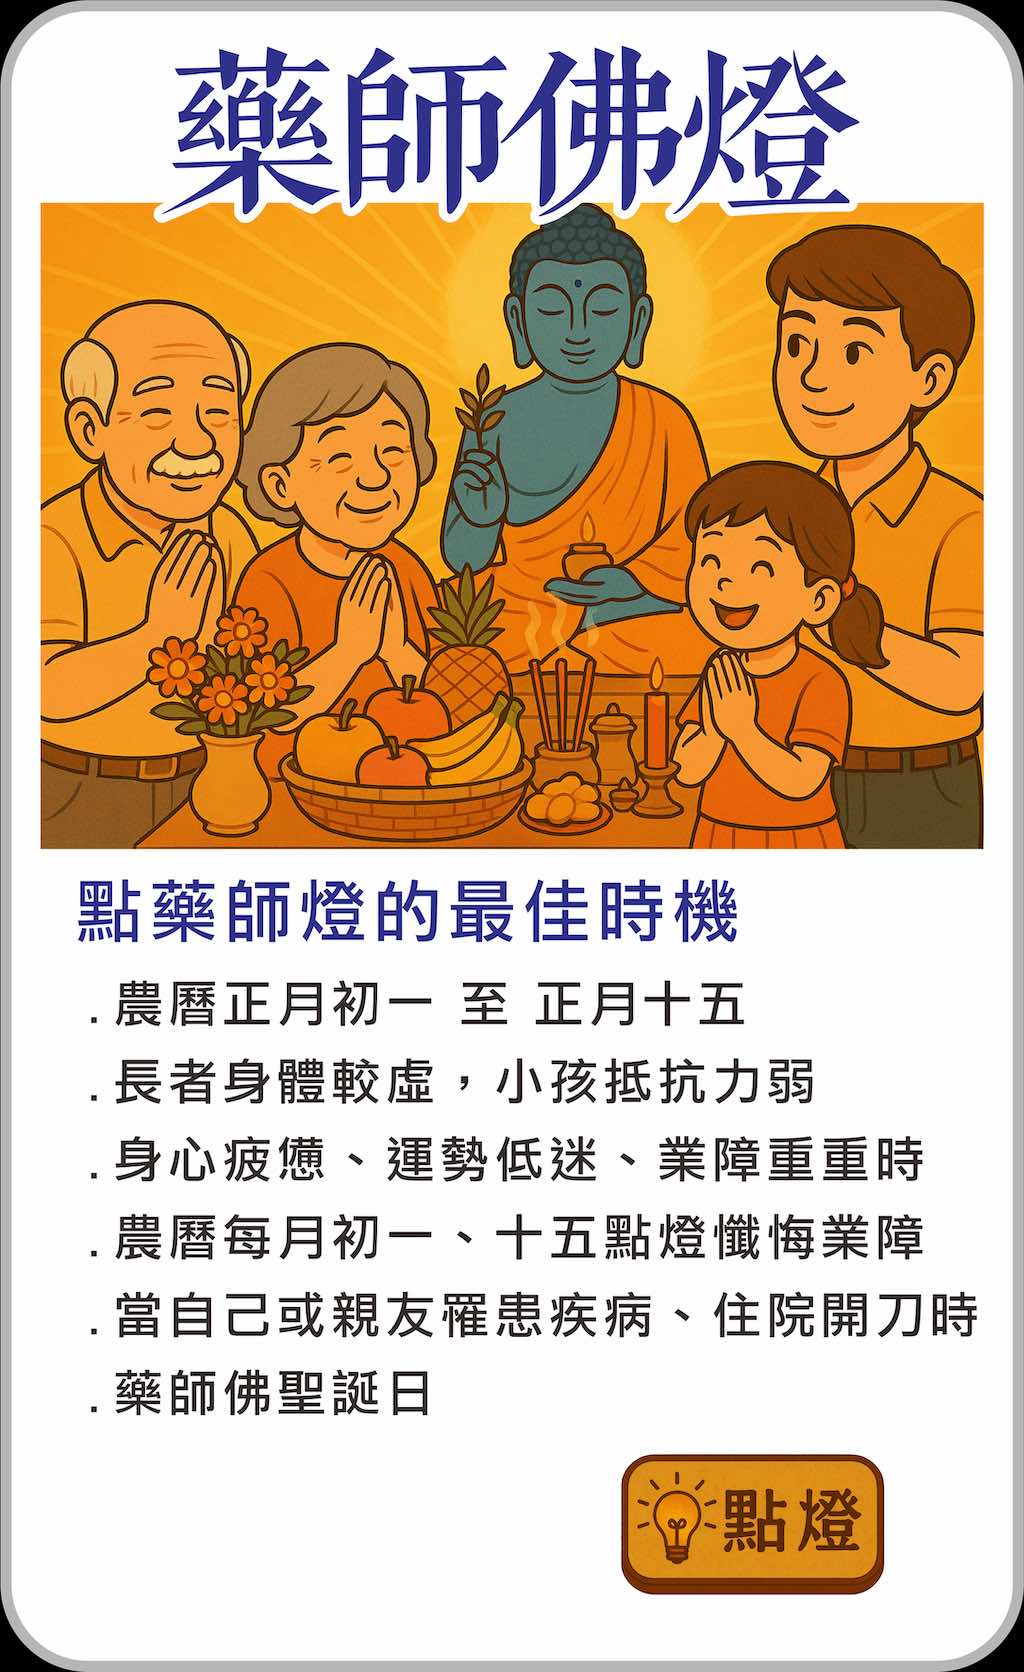 藥師佛燈
點藥師燈的最佳時機
.農曆正月初一 至 正月十五
.長者身體較虛，小孩抵抗力弱
.身心疲憊、運勢低迷、業障重重時
.農曆每月初一、十五點燈懺悔業障
.當自己或親友罹患疾病、住院開刀時
.藥師佛聖誕日
點燈